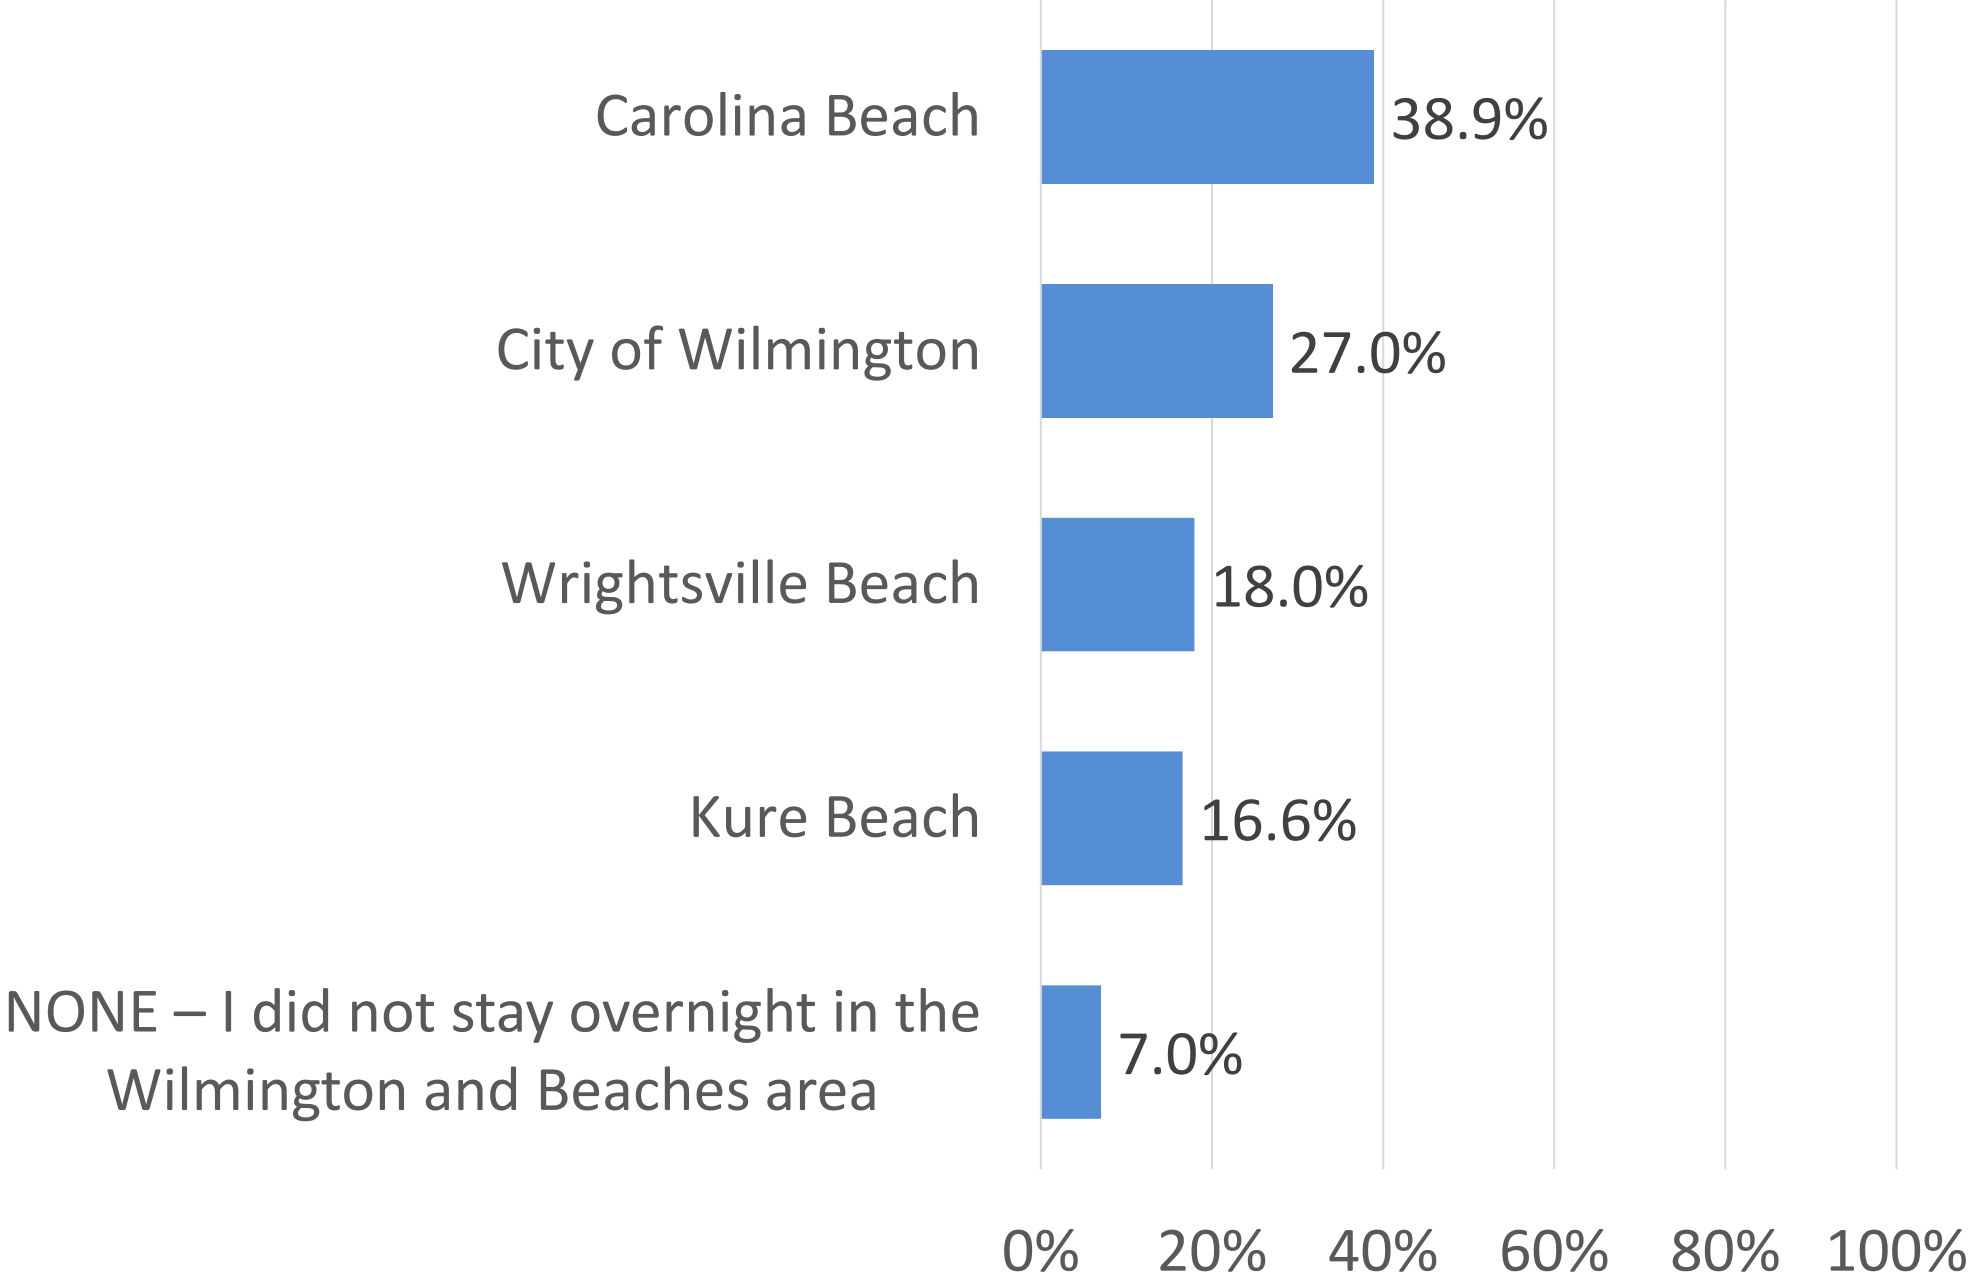 Carolina Beach 38.9%
City of Wilmington 27.0%
Wrightsville Beach 18.0%
Kure Beach 16.6%
NONE – I did not stay overnight in the
Wilmington and Beaches area
7.0%
0% 20% 40% 60% 80% 100%